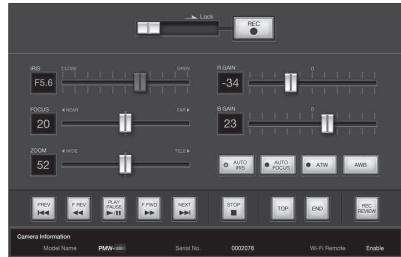 Lock
REC
IRIS CLOSE OPEN
F5.6
R.GAIN 0
-34
FOCUS ◀NEAR FAR▶
20
B.GAIN 0
23
ZOOM ◀WIDE TELE▶
52
AUTO IRIS
AUTO FOCUS
ATW
AWB
PREV
F REV
PLAY PAUSE
F FWD
NEXT
STOP
TOP
END
REC REVIEW
Camera Information
Model Name PMW- Serial No. 0002076 Wi-Fi Remote Enable